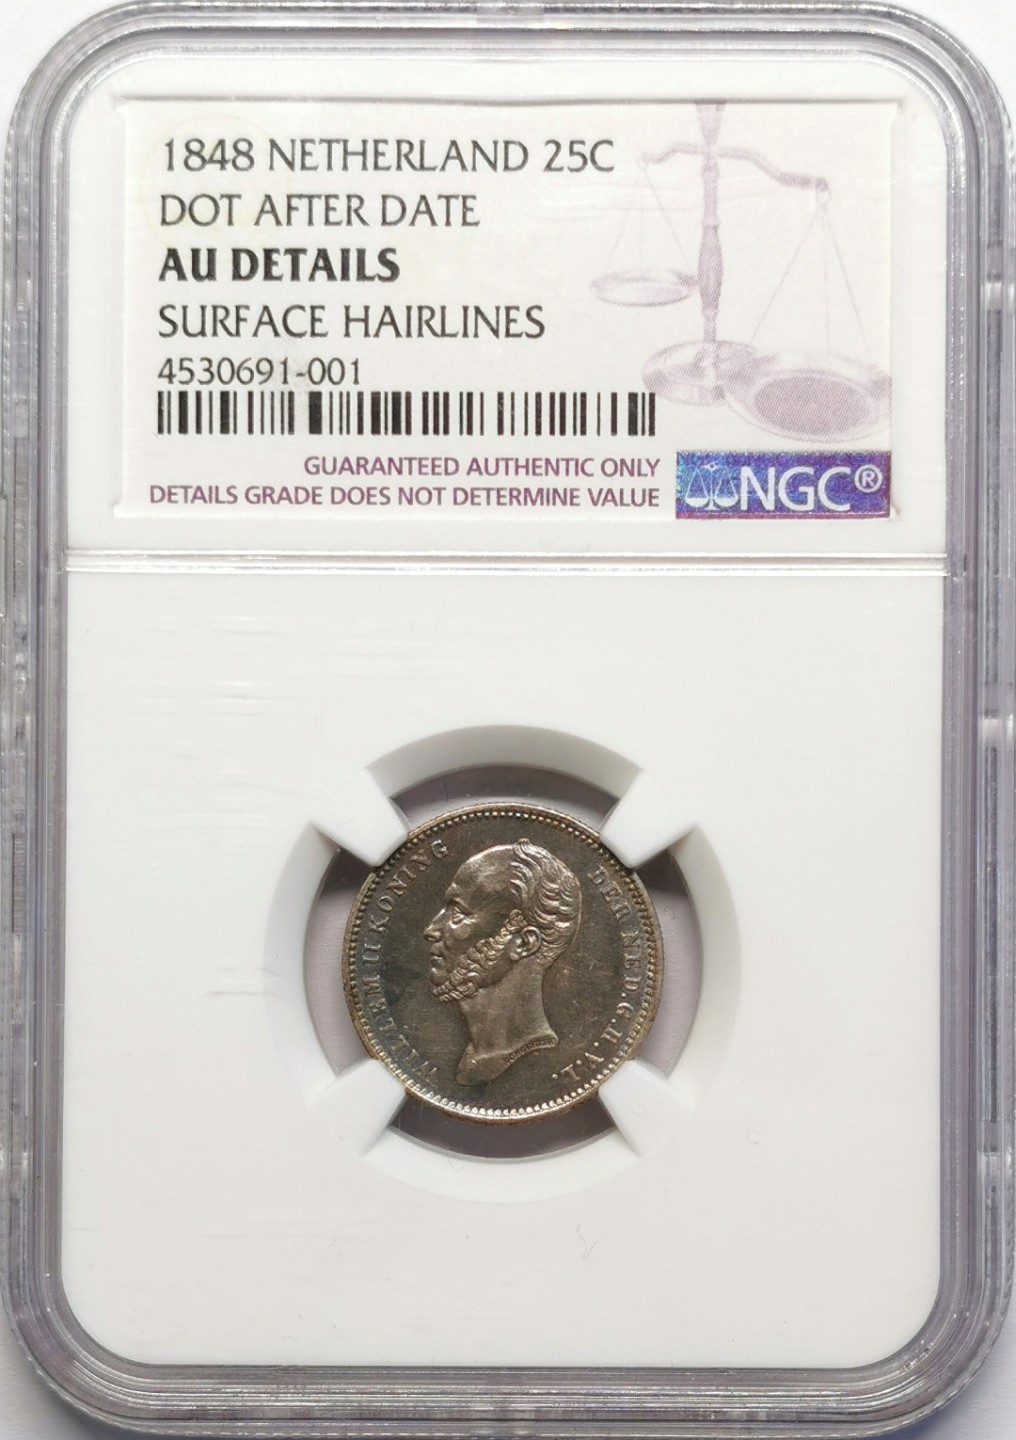 1848 NETHERLAND 25C
DOT AFTER DATE
AU DETAILS
SURFACE HAIRLINES
4530691-001
GUARANTEED AUTHENTIC ONLY
DETAILS GRADE DOES NOT DETERMINE VALUE
NGC®
WILLEM II KONING
DER NED. G. H. V. L.